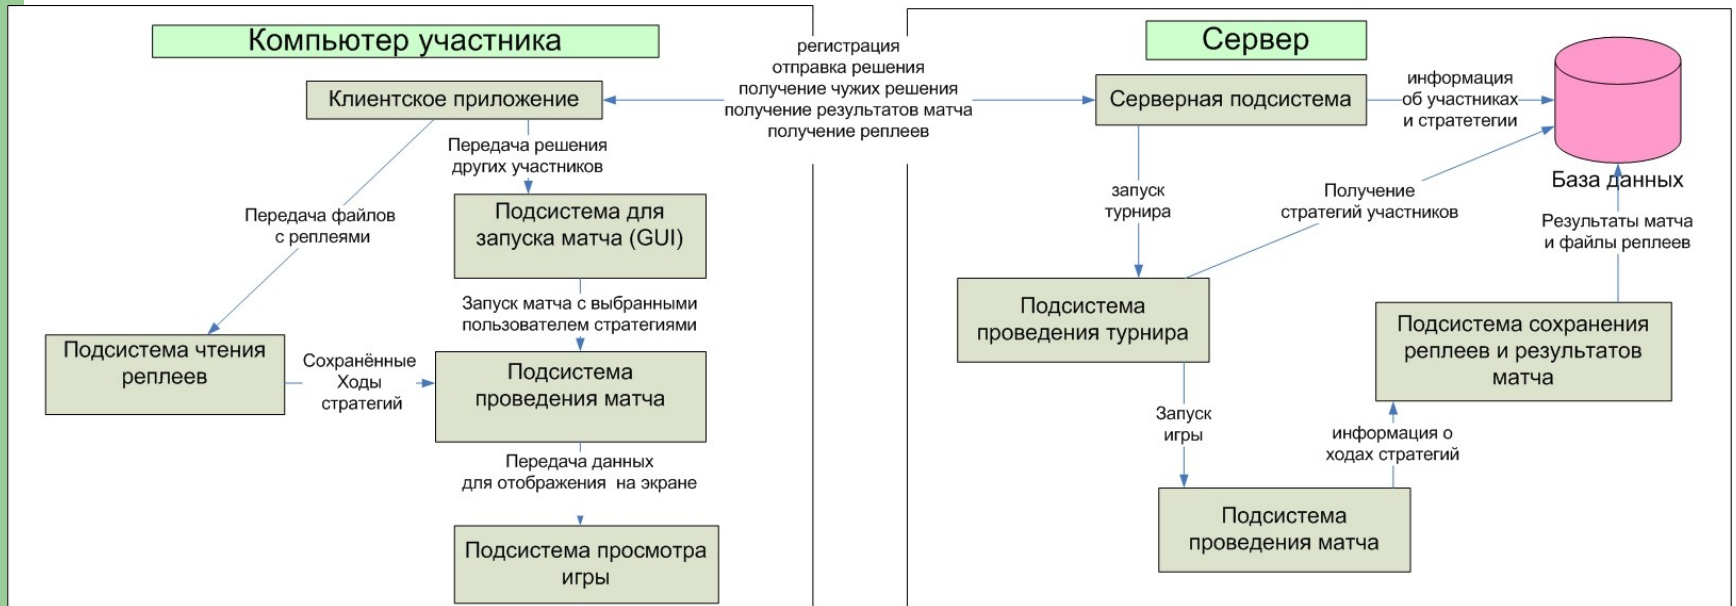 Компьютер участника
Клиентское приложение
Передача решения
других участников
Передача файлов
с реплеями
Подсистема для
запуска матча (GUI)
Запуск матча с выбранными
пользователем стратегиями
Подсистема чтения
реплеев
Сохранённые
Ходы
стратегий
Подсистема
проведения матча
Передача данных
для отображения на экране
Подсистема просмотра
игры
регистрация
отправка решения
получение чужих решения
получение результатов матча
получение реплеев
Сервер
Серверная подсистема
информация
об участниках
и стратетегии
База данных
запуск
турнира
Получение
стратегий участников
Результаты матча
и файлы реплеев
Подсистема
проведения турнира
Подсистема сохранения
реплеев и результатов
матча
Запуск
игры
информация о
ходах стратегий
Подсистема
проведения матча